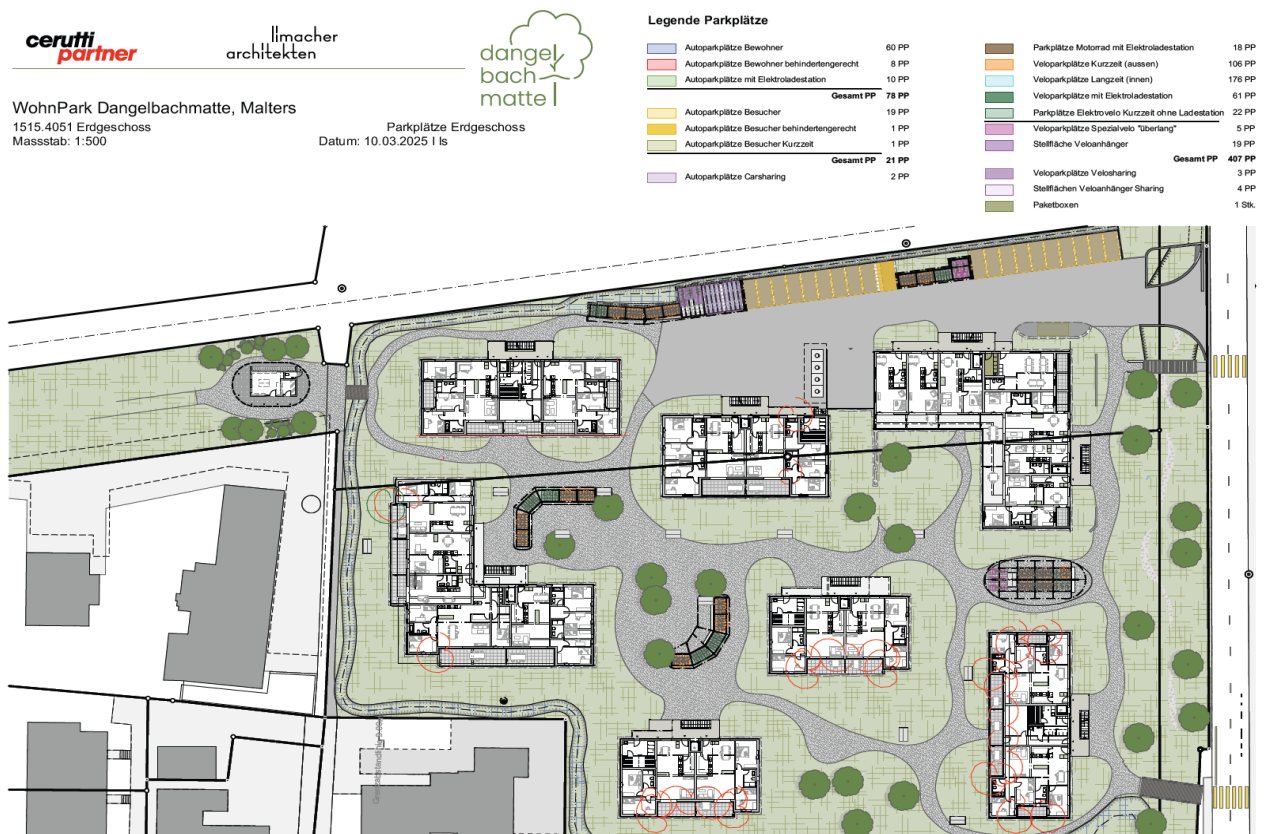 cerutti
partner
llmacher
architekten
dangel
bach
matte
WohnPark Dangelbachmatte, Malters
1515.4051 Erdgeschoss
Parkplätze Erdgeschoss
Massstab: 1:500
Datum: 10.03.2025 I ls
Legende Parkplätze
Autoparkplätze Bewohner 60 PP
Autoparkplätze Bewohner behindertengerecht 8 PP
Autoparkplätze mit Elektroladestation 10 PP
Gesamt PP 78 PP
Autoparkplätze Besucher 19 PP
Autoparkplätze Besucher behindertengerecht 1 PP
Autoparkplätze Besucher Kurzzeit 1 PP
Gesamt PP 21 PP
Autoparkplätze Carsharing 2 PP
Parkplätze Motorrad mit Elektroladestation 18 PP
Veloparkplätze Kurzzeit (aussen) 106 PP
Veloparkplätze Langzeit (innen) 176 PP
Veloparkplätze mit Elektroladestation 61 PP
Parkplätze Elektrovelo Kurzzeit ohne Ladestation 22 PP
Veloparkplätze Spezialvelo "überlang" 5 PP
Stellfläche Veloanhänger 19 PP
Gesamt PP 407 PP
Veloparkplätze Velosharing 3 PP
Stellflächen Veloanhänger Sharing 4 PP
Paketboxen 1 Stk.